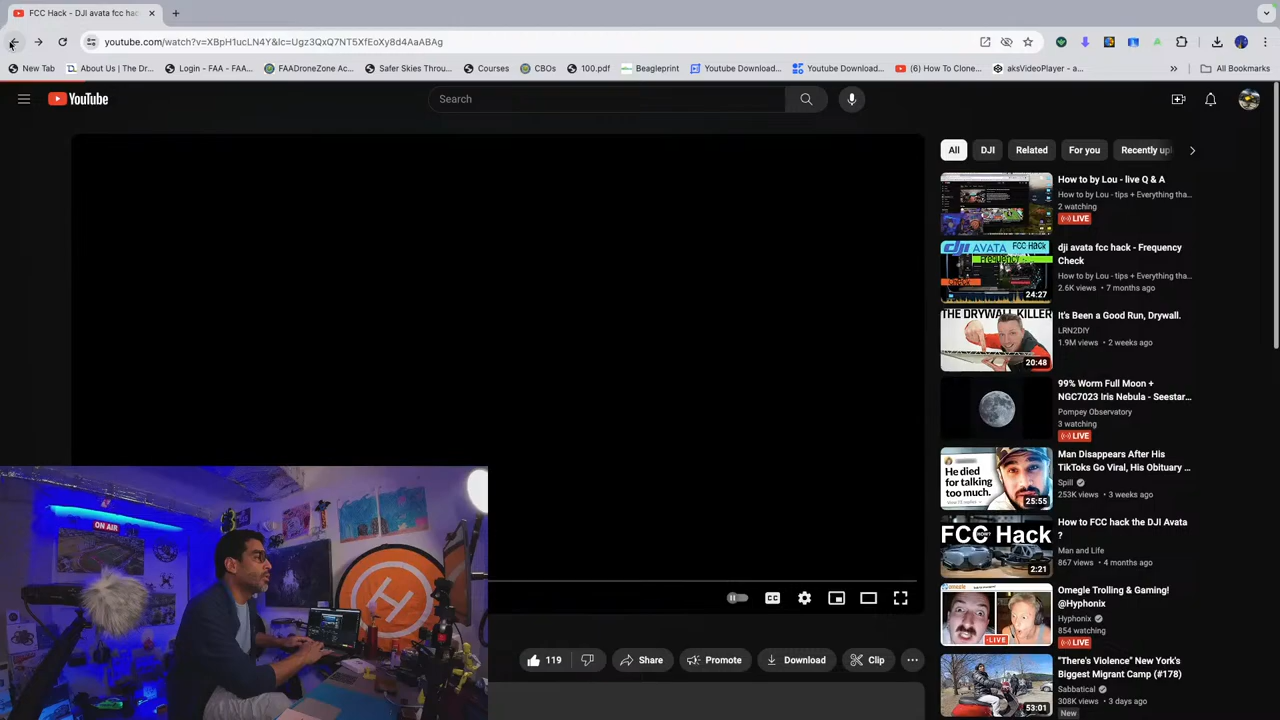 FCC Hack - DJI avata fcc hac
youtube.com/watch?v=XBpH1ucLN4Y&lc=Ugz3QxQ7NT5XfEoXy8d4AaABAg
New Tab
About Us | The Dr...
Login – FAA – FAA...
FAADroneZone Ac...
Safer Skies Throu...
Courses
CBOs
100.pdf
Beagleprint
Youtube Download...
Youtube Download...
(6) How To Clone...
aksVideoPlayer - a...
»
All Bookmarks
YouTube
Search
All
DJI
Related
For you
Recently upl
How to by Lou - live Q & A
How to by Lou - tips + Everything tha...
2 watching
LIVE
dji AVATA FCC Hack
Frequency
Check
24:27
dji avata fcc hack - Frequency
Check
How to by Lou - tips + Everything tha...
2.6K views • 7 months ago
THE DRYWALL KILLER
20:48
It's Been a Good Run, Drywall.
LRN2DIY
1.9M views • 2 weeks ago
99% Worm Full Moon +
NGC7023 Iris Nebula - Seestar...
Pompey Observatory
3 watching
LIVE
He died
for talking
too much.
25:55
Man Disappears After His
TikToks Go Viral, His Obituary ...
Spill
253K views • 3 weeks ago
FCC Hack
2:21
How to FCC hack the DJI Avata
?
Man and Life
867 views • 4 months ago
LIVE
Omegle Trolling & Gaming!
@Hyphonix
Hyphonix
854 watching
LIVE
53:01
"There's Violence" New York's
Biggest Migrant Camp (#178)
Sabbatical
308K views • 3 days ago
New
CC
119
Share
Promote
Download
Clip
ON AIR
H